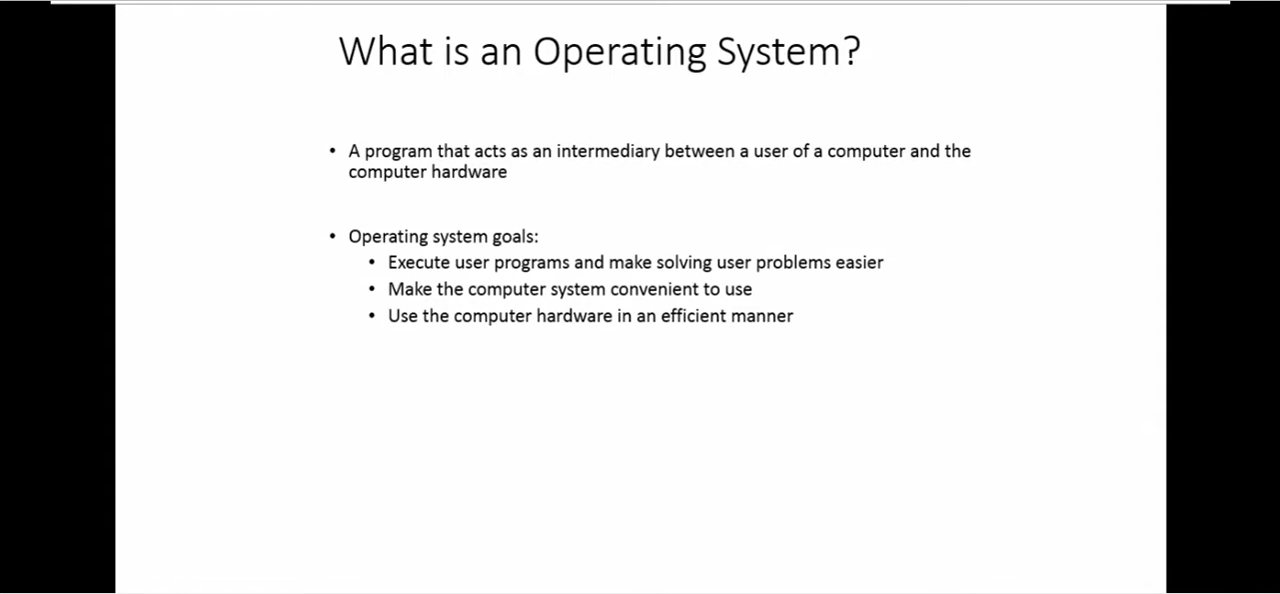 What is an Operating System?
• A program that acts as an intermediary between a user of a computer and the
computer hardware
• Operating system goals:
• Execute user programs and make solving user problems easier
• Make the computer system convenient to use
• Use the computer hardware in an efficient manner